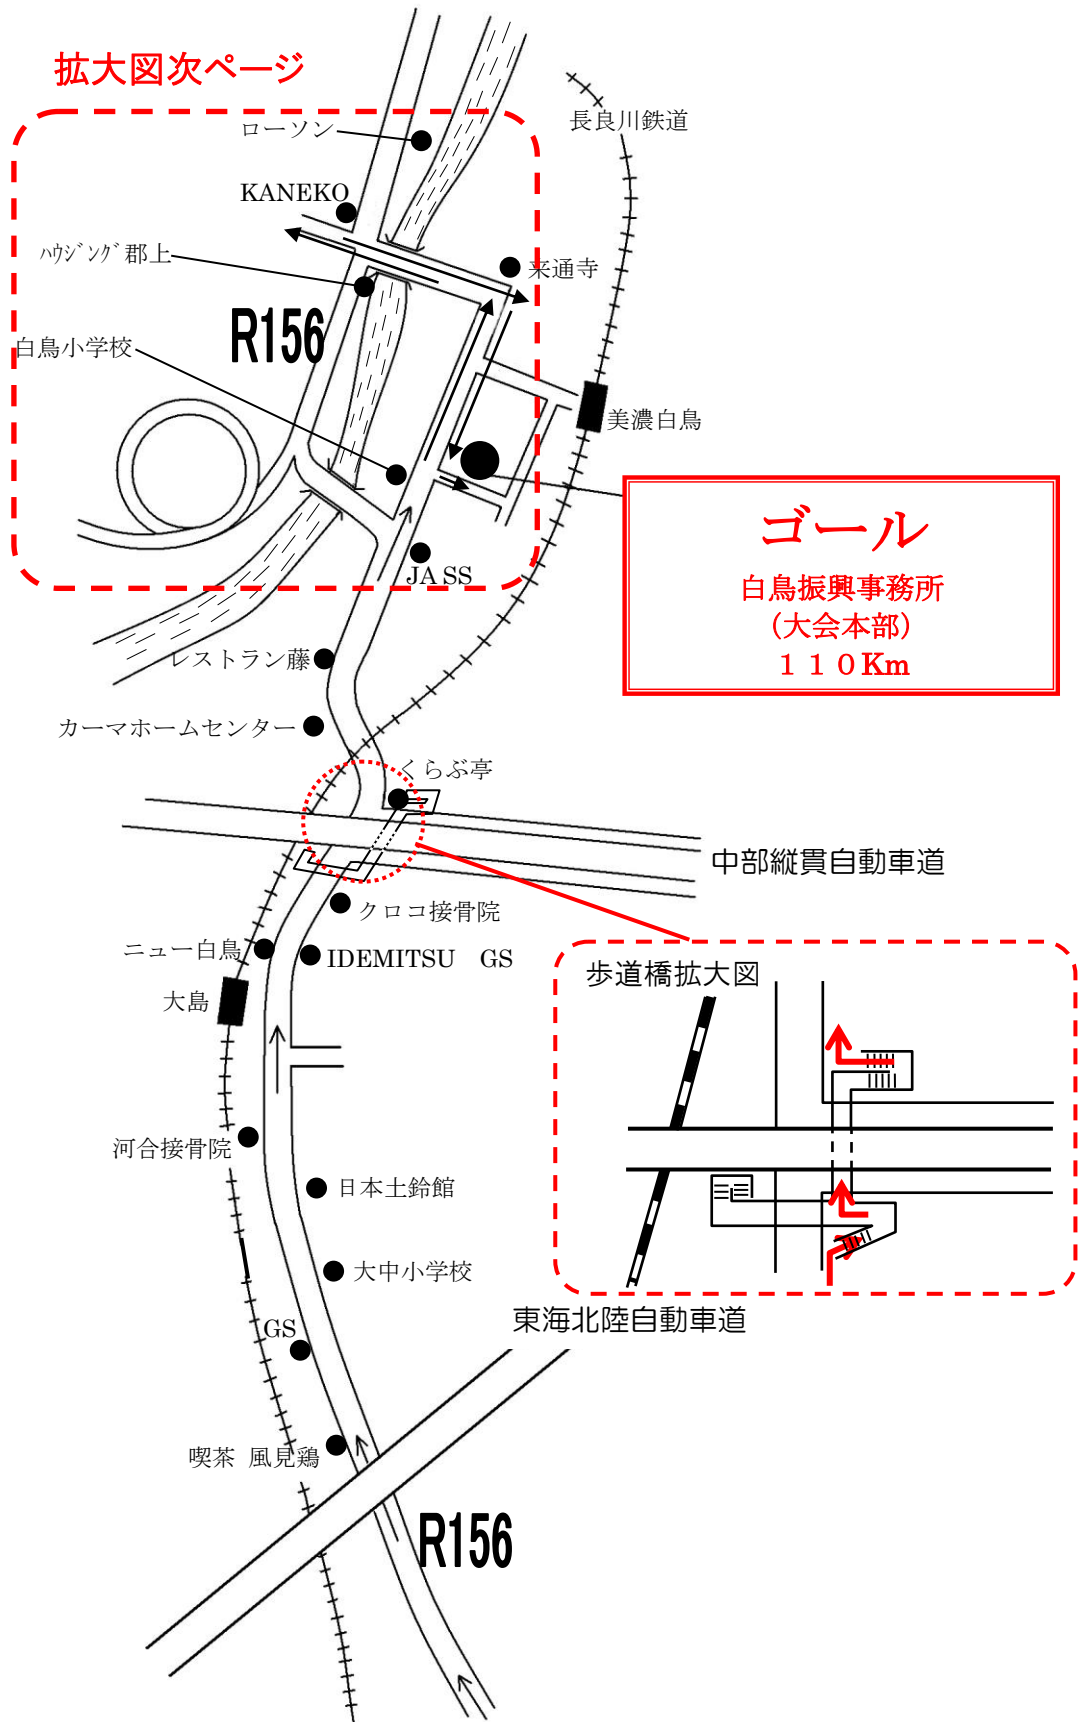 拡大図次ページ
ローソン
長良川鉄道
KANEKO
ﾊｳｼﾞﾝｸﾞ郡上
来通寺
R156
白鳥小学校
美濃白鳥
ゴール
白鳥振興事務所
（大会本部）
１１０Km
JA SS
レストラン藤
カーマホームセンター
くらぶ亭
中部縦貫自動車道
クロコ接骨院
ニュー白鳥
IDEMITSU　GS
歩道橋拡大図
大島
河合接骨院
日本土鈴館
大中小学校
東海北陸自動車道
GS
喫茶 風見鶏
R156